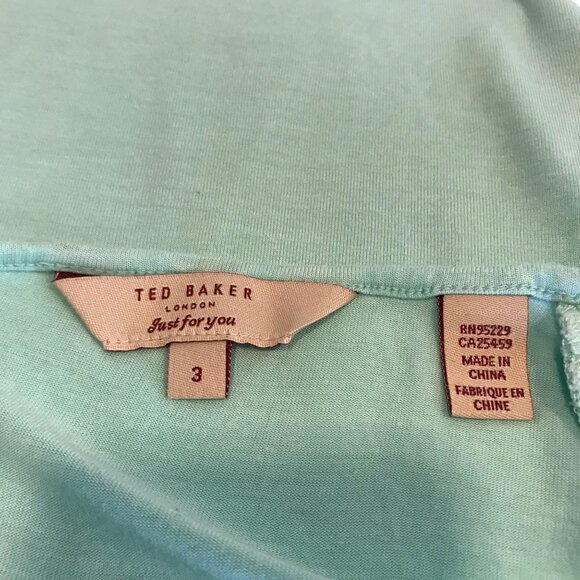 TED BAKER
LONDON
Just for you
3
RN95229
CA25459
MADE IN
CHINA
FABRIQUE EN
CHINE